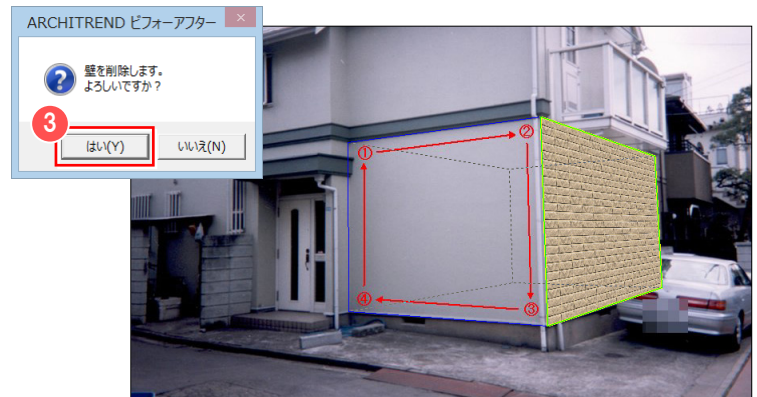 ARCHITREND ビフォーアフター
×
?
壁を削除します。
よろしいですか？
3
はい(Y)
いいえ(N)
①
②
④
③